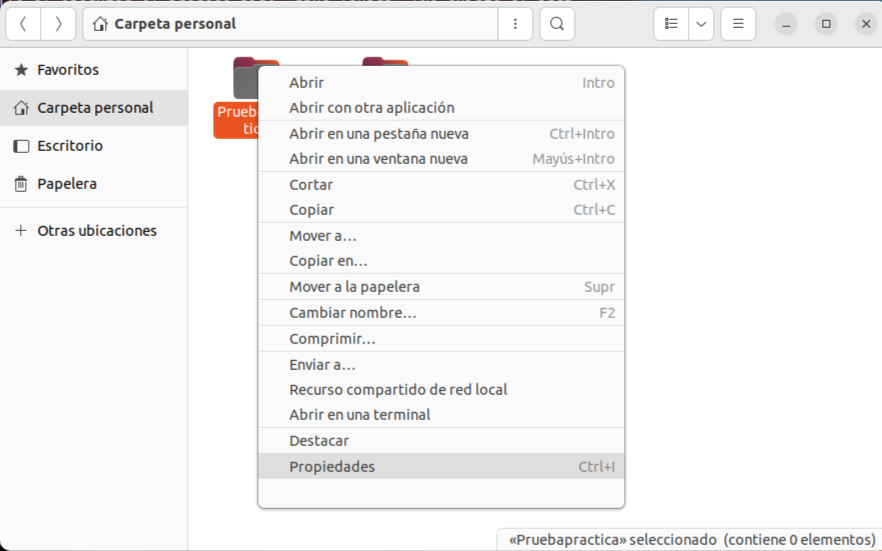 Carpeta personal
Favoritos
Carpeta personal
Escritorio
Papelera
Otras ubicaciones
Prueb
tic
Abrir Intro
Abrir con otra aplicación
Abrir en una pestaña nueva Ctrl+Intro
Abrir en una ventana nueva Mayús+Intro
Cortar Ctrl+X
Copiar Ctrl+C
Mover a...
Copiar en...
Mover a la papelera Supr
Cambiar nombre... F2
Comprimir...
Enviar a...
Recurso compartido de red local
Abrir en una terminal
Destacar
Propiedades Ctrl+I
«Pruebapractica» seleccionado (contiene 0 elementos)